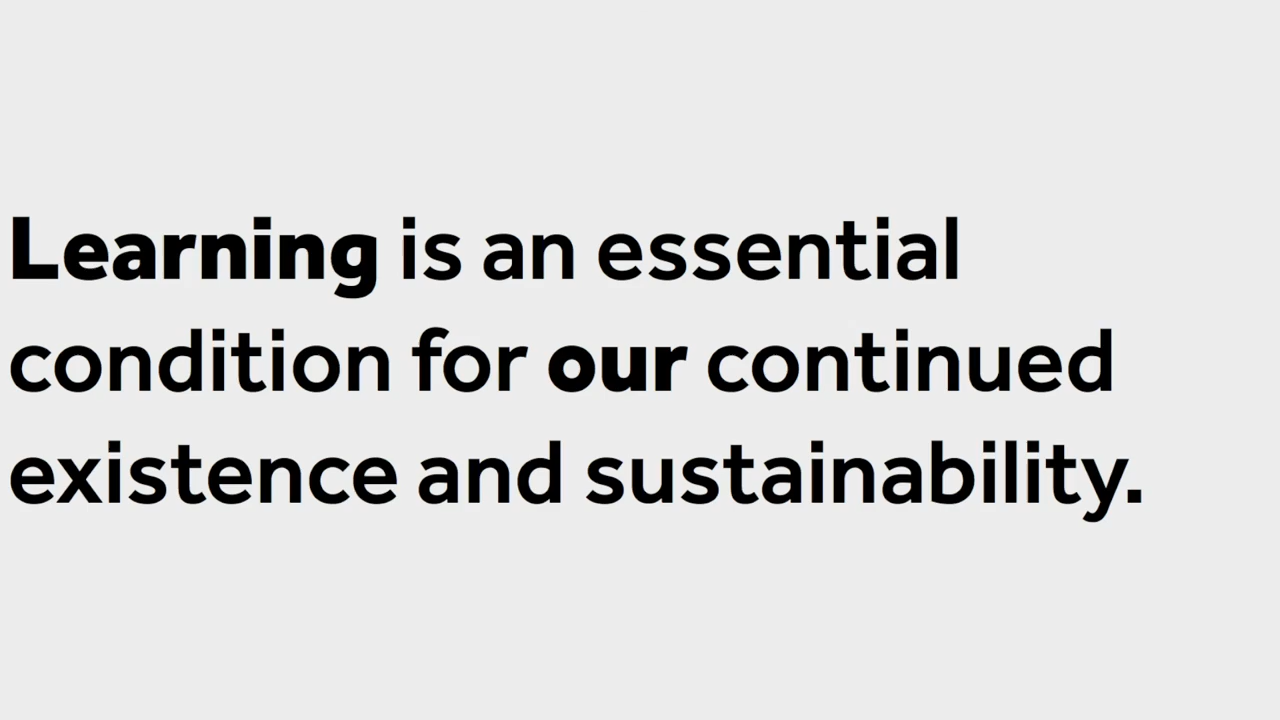 Learning is an essential
condition for our continued
existence and sustainability.